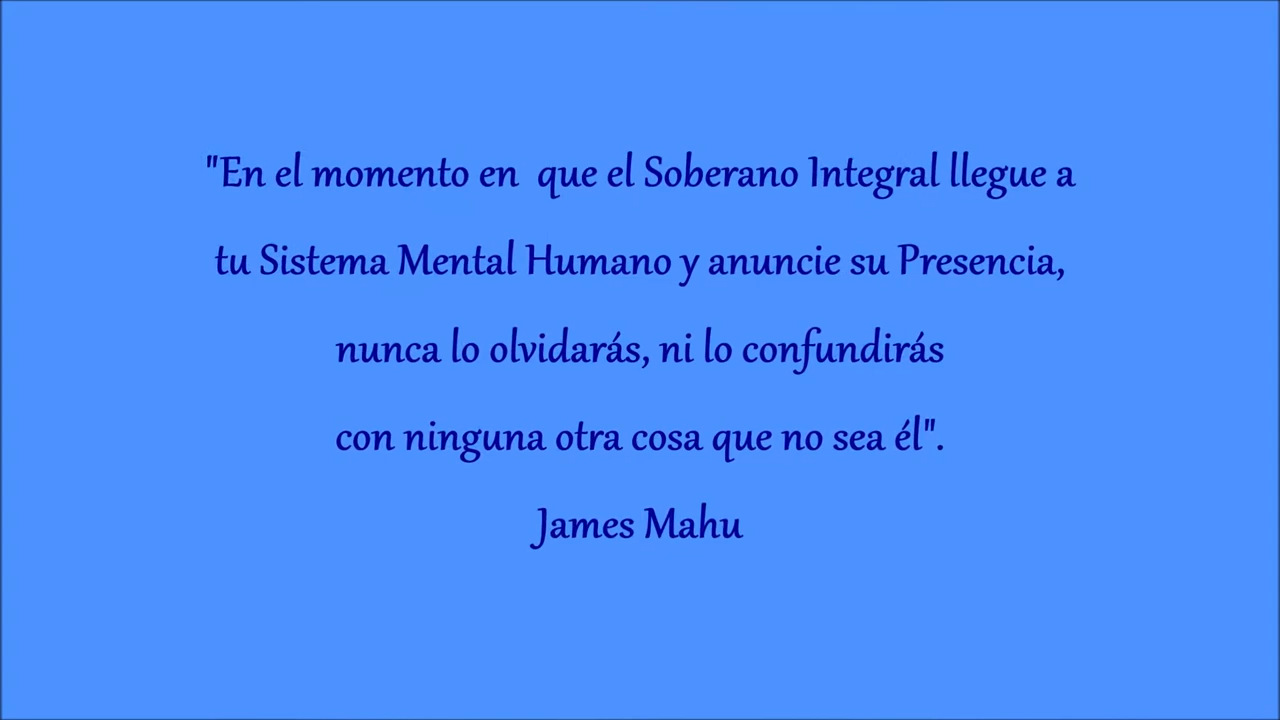 "En el momento en  que el Soberano Integral llegue a
tu Sistema Mental Humano y anuncie su Presencia,
nunca lo olvidarás, ni lo confundirás
con ninguna otra cosa que no sea él".
James Mahu